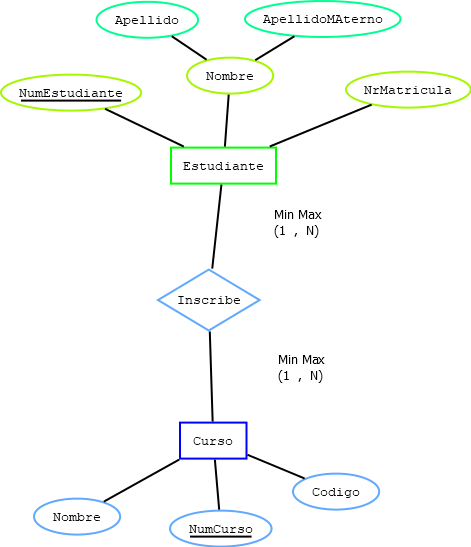 Apellido
ApellidoMAterno
Nombre
NumEstudiante
NrMatricula
Estudiante
Min Max
(1 , N)
Inscribe
Min Max
(1 , N)
Curso
Codigo
Nombre
NumCurso